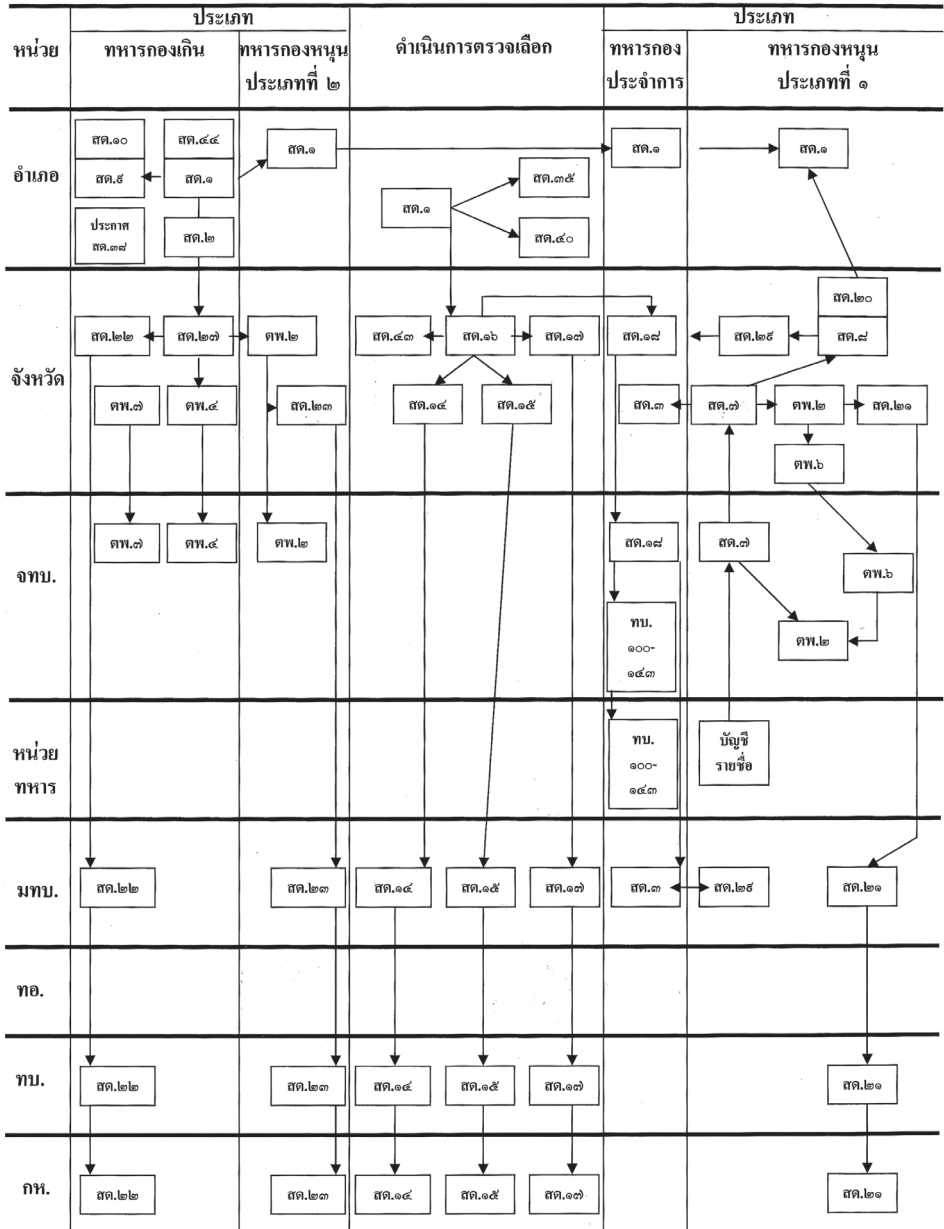 ประเภท
ประเภท
หน่วย
ทหารกองเกิน
ทหารกองหนุน
ประเภทที่ ๒
ดำเนินการตรวจเลือก
ทหารกอง
ประจำการ
ทหารกองหนุน
ประเภทที่ ๑
อำเภอ
สด.๑๐
สด.๔๔
สด.๑
สด.๑
สด.๑
สด.๙
สด.๑
สด.๓๕
สด.๑
ประกาศ
สด.๓๘
สด.๒
สด.๔๐
จังหวัด
สด.๒๐
สด.๒๒
สด.๒๗
ตพ.๒
สด.๔๓
สด.๑๖
สด.๑๗
สด.๑๘
สด.๒๙
สด.๘
ตพ.๗
ตพ.๔
สด.๒๓
สด.๑๔
สด.๑๕
สด.๓
สด.๗
ตพ.๒
สด.๒๑
ตพ.๖
จทบ.
ตพ.๗
ตพ.๔
ตพ.๒
สด.๑๘
สด.๗
ตพ.๖
ทบ.
๑๐๐-
๑๔๓
ตพ.๒
หน่วย
ทหาร
ทบ.
๑๐๐-
๑๔๓
บัญชี
รายชื่อ
มทบ.
สด.๒๒
สด.๒๓
สด.๑๔
สด.๑๕
สด.๑๗
สด.๓
สด.๒๙
สด.๒๑
ทอ.
ทบ.
สด.๒๒
สด.๒๓
สด.๑๔
สด.๑๕
สด.๑๗
สด.๒๑
กห.
สด.๒๒
สด.๒๓
สด.๑๔
สด.๑๕
สด.๑๗
สด.๒๑